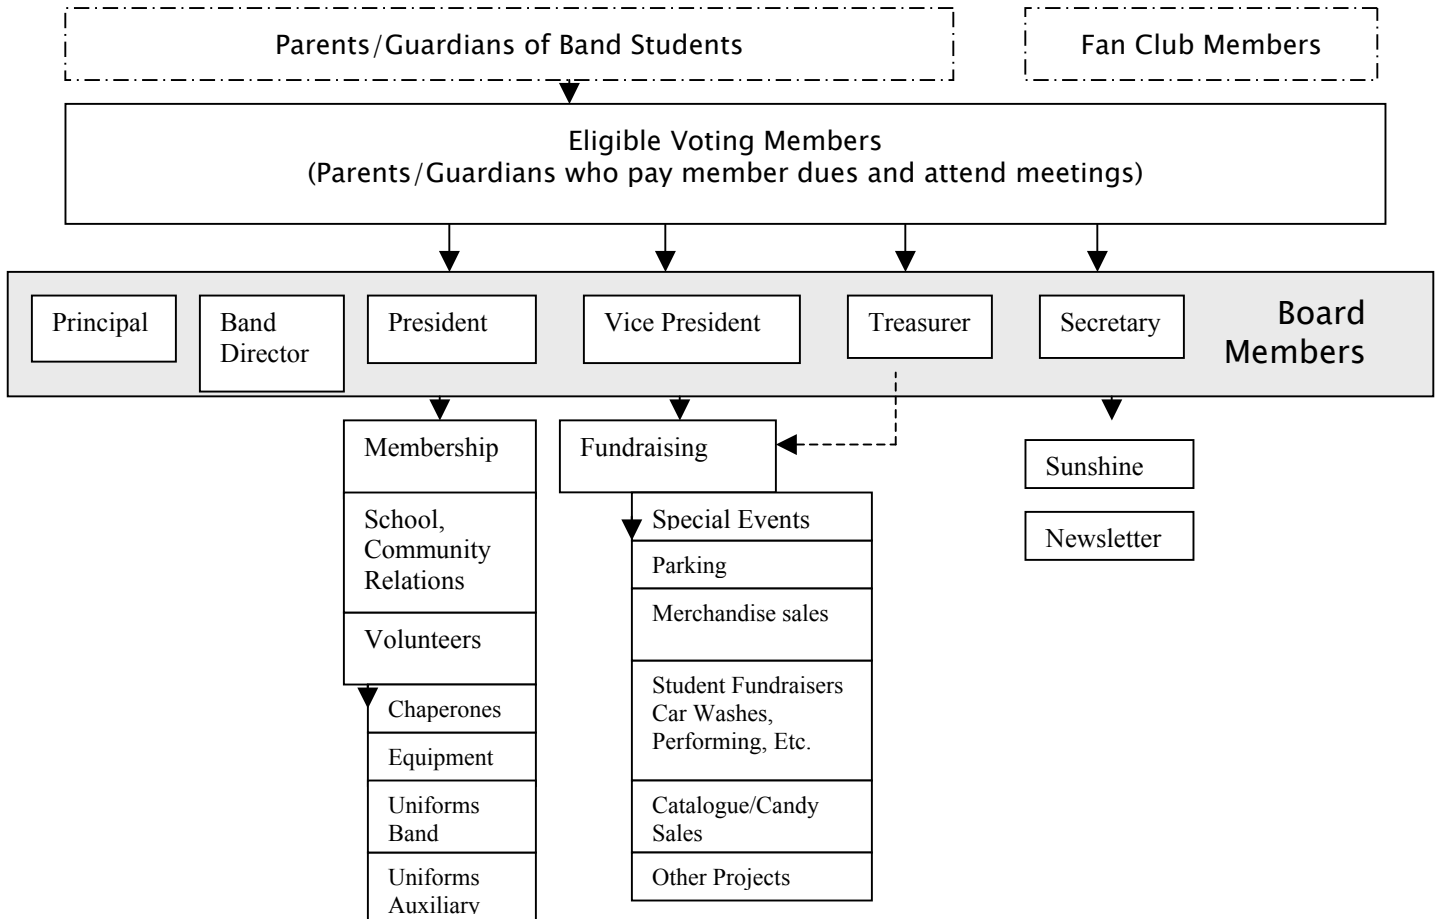 Parents/Guardians of Band Students
Fan Club Members
Eligible Voting Members
(Parents/Guardians who pay member dues and attend meetings)
Principal
Band
Director
President
Vice President
Treasurer
Secretary
Board
Members
Membership
School,
Community
Relations
Volunteers
Chaperones
Equipment
Uniforms
Band
Uniforms
Auxiliary
Fundraising
Special Events
Parking
Merchandise sales
Student Fundraisers
Car Washes,
Performing, Etc.
Catalogue/Candy
Sales
Other Projects
Sunshine
Newsletter